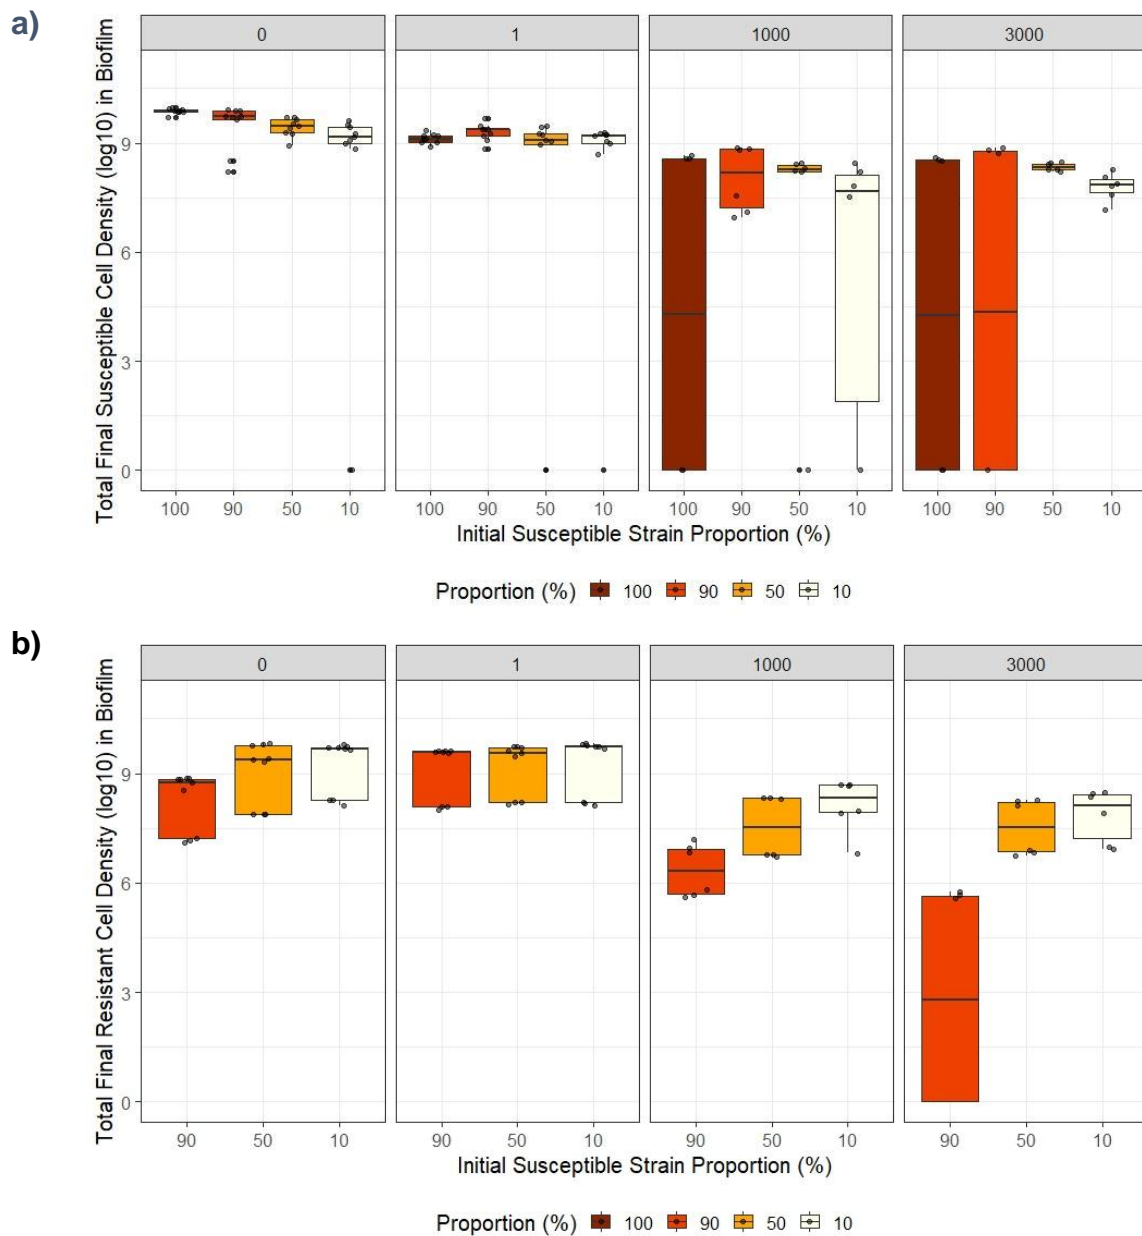 a)
0 1 1000 3000
Total Final Susceptible Cell Density (log10) in Biofilm
9
6
3
0
100 90 50 10 100 90 50 10 100 90 50 10 100 90 50 10
Initial Susceptible Strain Proportion (%)
Proportion (%) 100 90 50 10
b)
0 1 1000 3000
Total Final Resistant Cell Density (log10) in Biofilm
9
6
3
0
90 50 10 90 50 10 90 50 10 90 50 10
Initial Susceptible Strain Proportion (%)
Proportion (%) 100 90 50 10